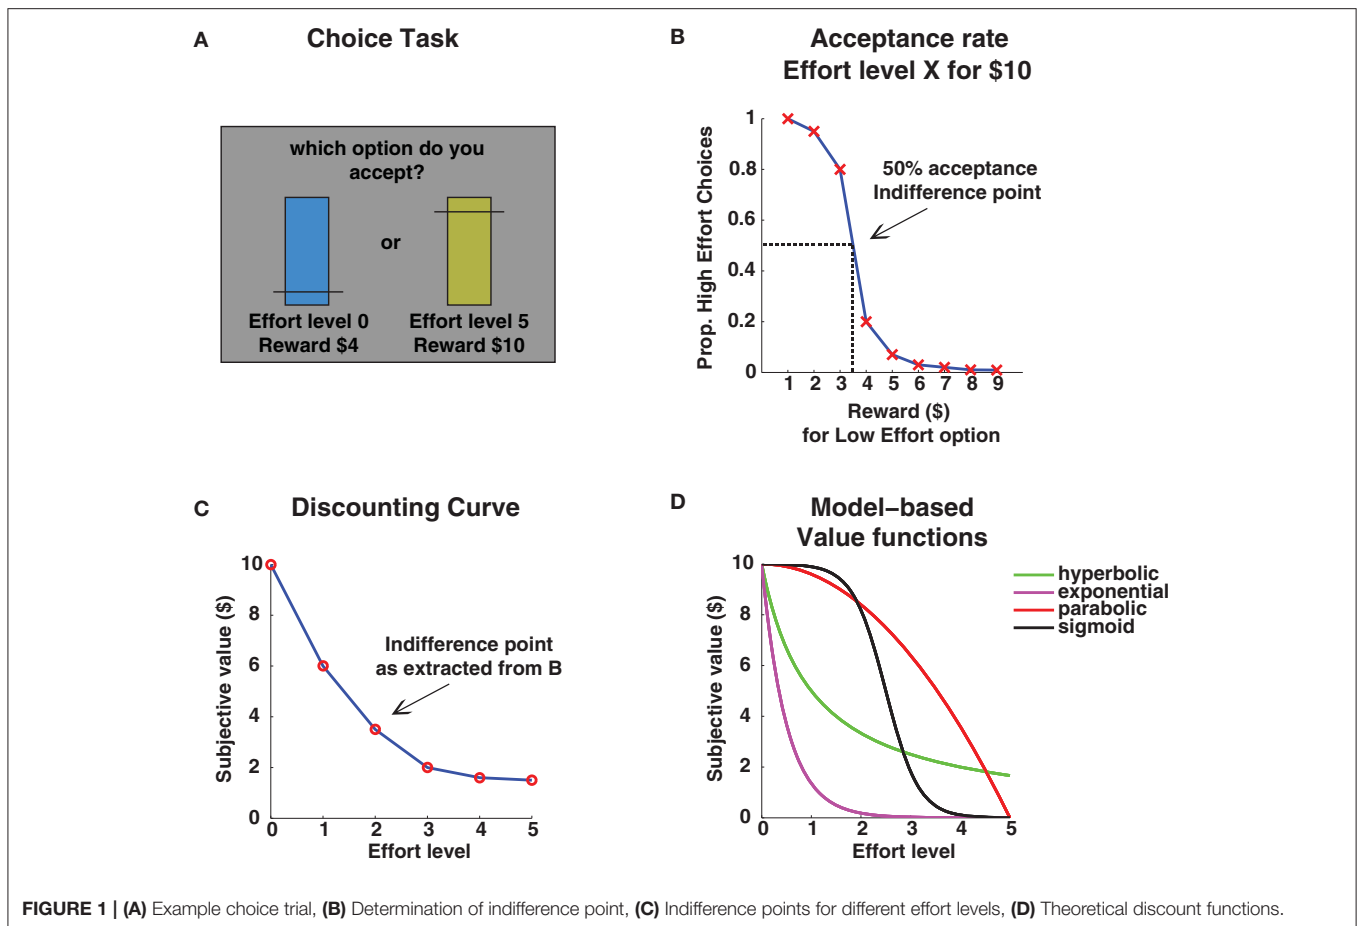 A
Choice Task
which option do you
accept?
or
Effort level 0
Reward $4
Effort level 5
Reward $10
B
Acceptance rate
Effort level X for $10
Prop. High Effort Choices
1
0.8
0.6
0.4
0.2
0
50% acceptance
Indifference point
1 2 3 4 5 6 7 8 9
Reward ($)
for Low Effort option
C
Discounting Curve
Subjective value ($)
10
8
6
4
2
0
Indifference point
as extracted from B
0 1 2 3 4 5
Effort level
D
Model–based
Value functions
Subjective value ($)
10
8
6
4
2
0
hyperbolic
exponential
parabolic
sigmoid
0 1 2 3 4 5
Effort level
FIGURE 1 | (A) Example choice trial, (B) Determination of indifference point, (C) Indifference points for different effort levels, (D) Theoretical discount functions.